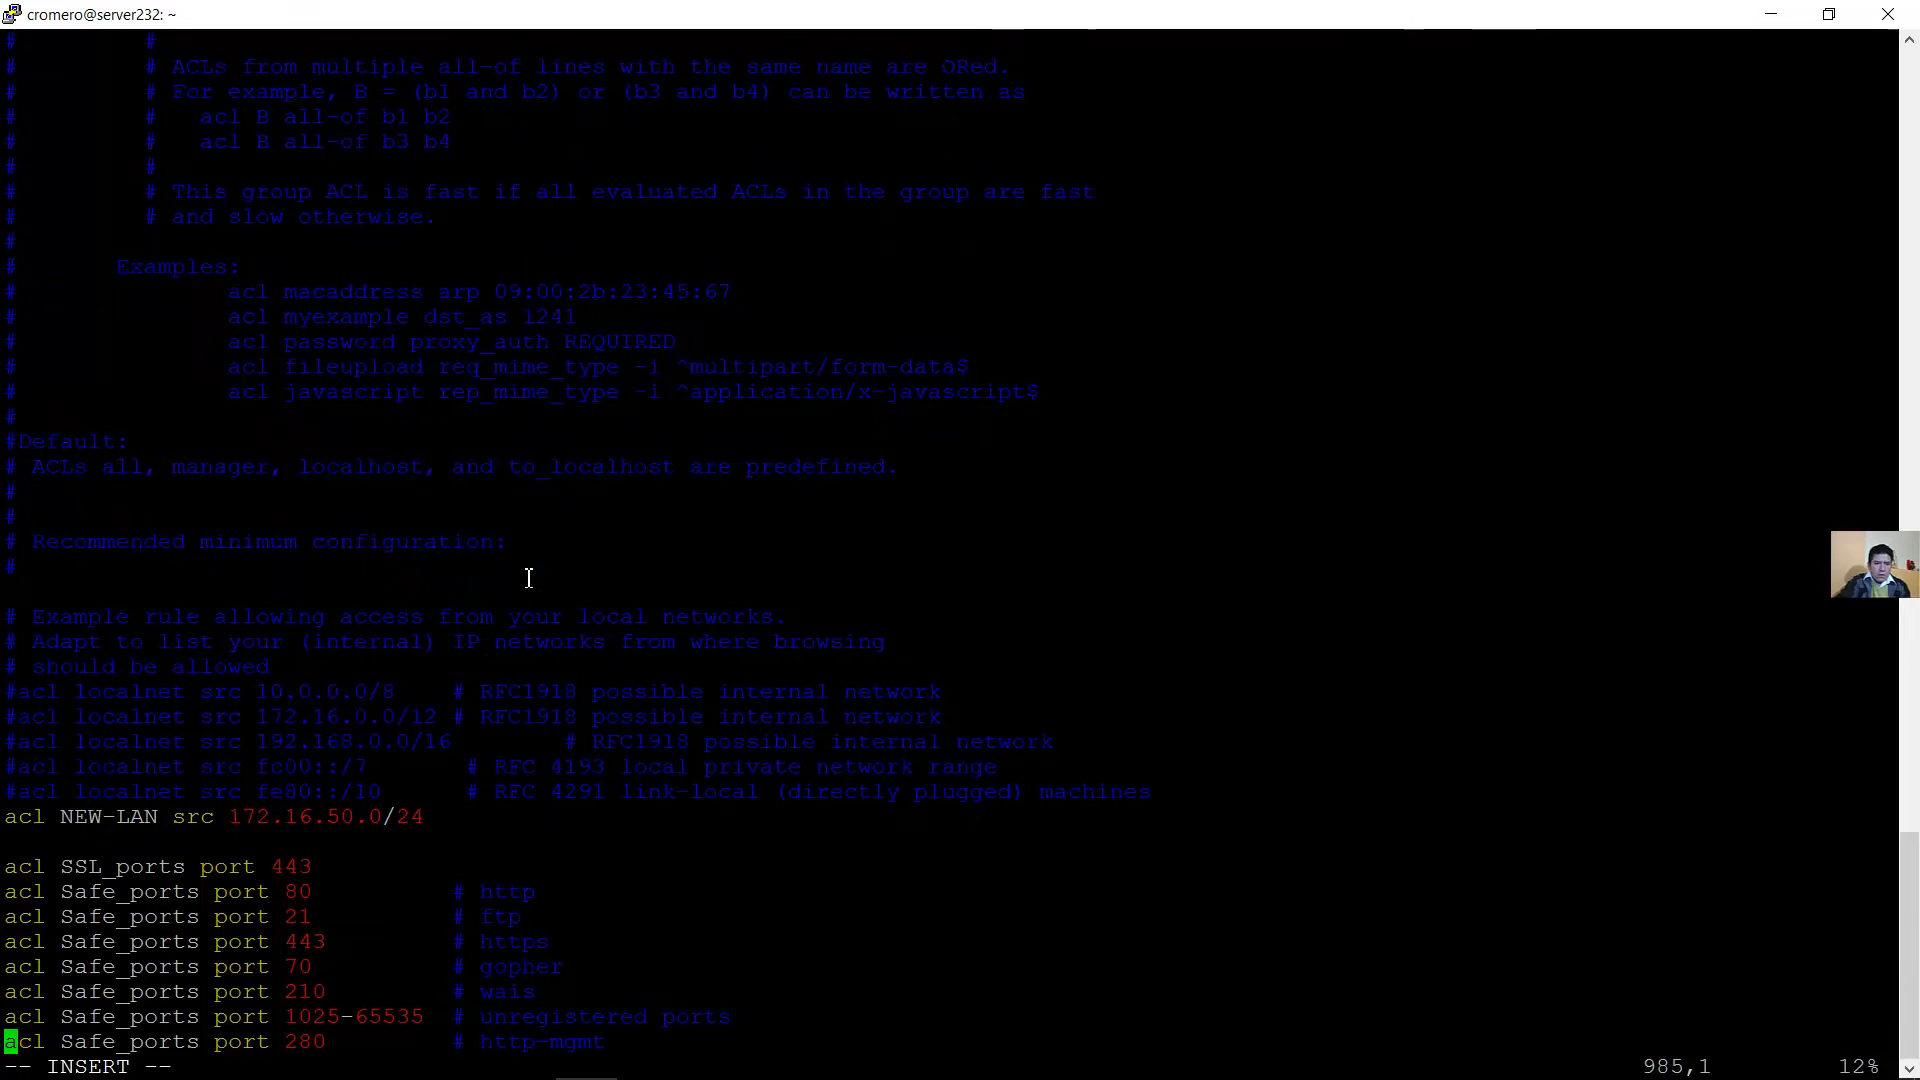 cromero@server232: ~
#         #
#         # ACLs from multiple all-of lines with the same name are ORed.
#         # For example, B = (b1 and b2) or (b3 and b4) can be written as
#         #   acl B all-of b1 b2
#         #   acl B all-of b3 b4
#         #
#         # This group ACL is fast if all evaluated ACLs in the group are fast
#         # and slow otherwise.
#
#       Examples:
#               acl macaddress arp 09:00:2b:23:45:67
#               acl myexample dst_as 1241
#               acl password proxy_auth REQUIRED
#               acl fileupload req_mime_type -i ^multipart/form-data$
#               acl javascript rep_mime_type -i ^application/x-javascript$
#
#Default:
# ACLs all, manager, localhost, and to_localhost are predefined.
#
#
# Recommended minimum configuration:
#
# Example rule allowing access from your local networks.
# Adapt to list your (internal) IP networks from where browsing
# should be allowed
#acl localnet src 10.0.0.0/8    # RFC1918 possible internal network
#acl localnet src 172.16.0.0/12 # RFC1918 possible internal network
#acl localnet src 192.168.0.0/16        # RFC1918 possible internal network
#acl localnet src fc00::/7       # RFC 4193 local private network range
#acl localnet src fe80::/10      # RFC 4291 link-local (directly plugged) machines
acl NEW-LAN src 172.16.50.0/24
acl SSL_ports port 443
acl Safe_ports port 80          # http
acl Safe_ports port 21          # ftp
acl Safe_ports port 443         # https
acl Safe_ports port 70          # gopher
acl Safe_ports port 210         # wais
acl Safe_ports port 1025-65535  # unregistered ports
acl Safe_ports port 280         # http-mgmt
-- INSERT --                    985,1          12%